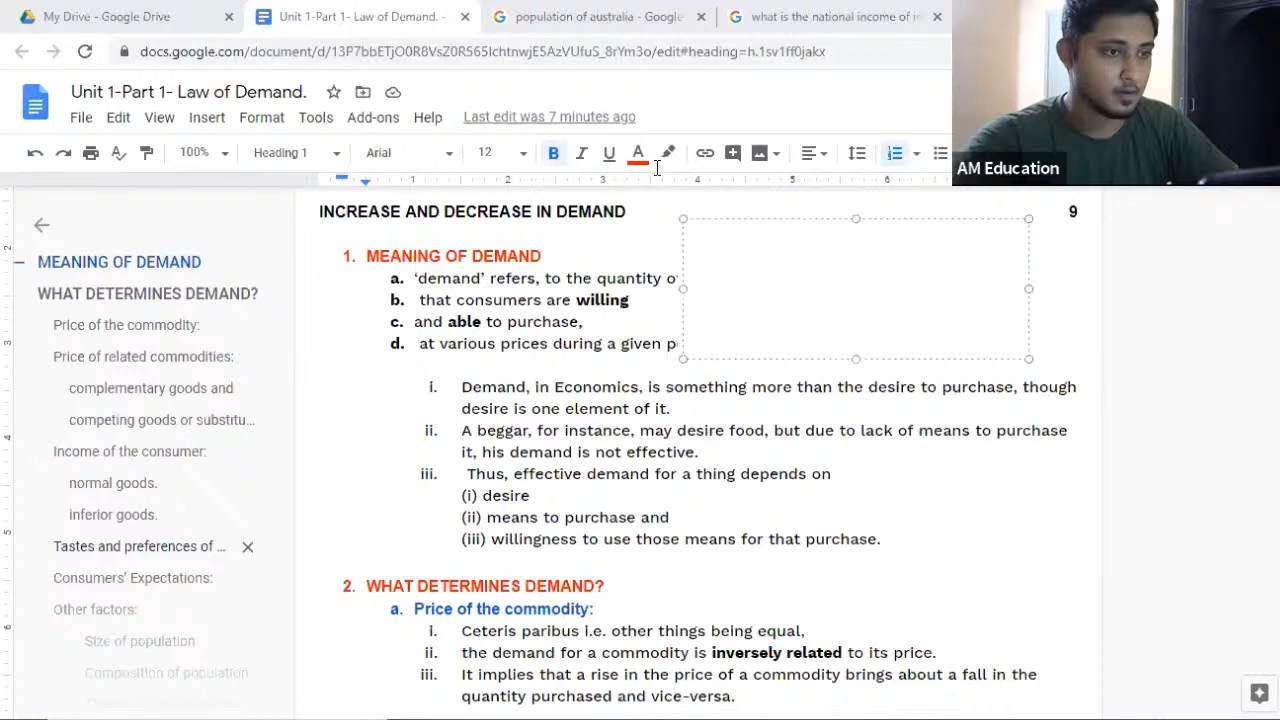 My Drive - Google Drive
Unit 1-Part 1- Law of Demand. -
population of australia - Google
what is the national income of
docs.google.com/document/d/13P7bbETjO0R8VsZ0R565IchtnwjE5AzVUfuS_8rYm3o/edit#heading=h.1sv1ff0jakx
Unit 1-Part 1- Law of Demand.
File Edit View Insert Format Tools Add-ons Help Last edit was 7 minutes ago
100% Heading 1 Arial 12 B I U A
AM Education
1 2 3 4 5 6
INCREASE AND DECREASE IN DEMAND 9
MEANING OF DEMAND
WHAT DETERMINES DEMAND?
Price of the commodity:
Price of related commodities:
complementary goods and
competing goods or substitu...
Income of the consumer:
normal goods.
inferior goods.
Tastes and preferences of ...
Consumers' Expectations:
Other factors:
Size of population
Composition of population
1. MEANING OF DEMAND
a. ‘demand’ refers, to the quantity o
b. that consumers are willing
c. and able to purchase,
d. at various prices during a given p
i. Demand, in Economics, is something more than the desire to purchase, though
desire is one element of it.
ii. A beggar, for instance, may desire food, but due to lack of means to purchase
it, his demand is not effective.
iii. Thus, effective demand for a thing depends on
(i) desire
(ii) means to purchase and
(iii) willingness to use those means for that purchase.
2. WHAT DETERMINES DEMAND?
a. Price of the commodity:
i. Ceteris paribus i.e. other things being equal,
ii. the demand for a commodity is inversely related to its price.
iii. It implies that a rise in the price of a commodity brings about a fall in the
quantity purchased and vice-versa.